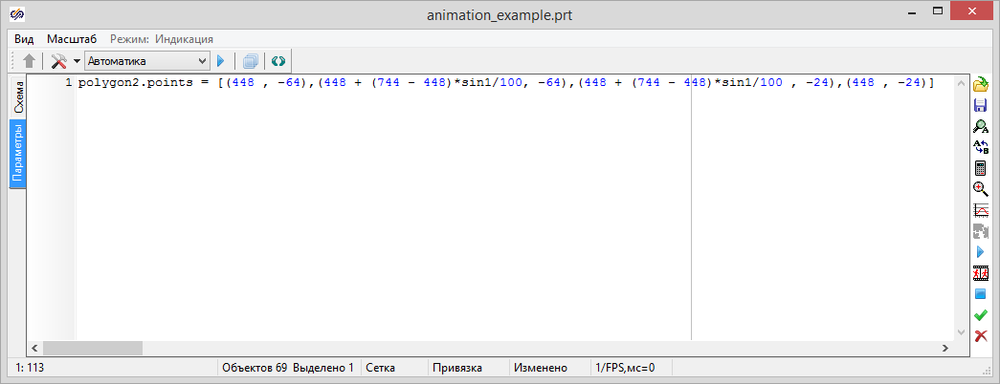 animation_example.prt
Вид Масштаб Режим: Индикация
Автоматика
Схема
Параметры
1 polygon2.points = [(448 , -64),(448 + (744 - 448)*sin1/100, -64),(448 + (744 - 448)*sin1/100 , -24),(448 , -24)]
A
A B
1: 113 Объектов 69 Выделено 1 Сетка Привязка Изменено 1/FPS,мс=0